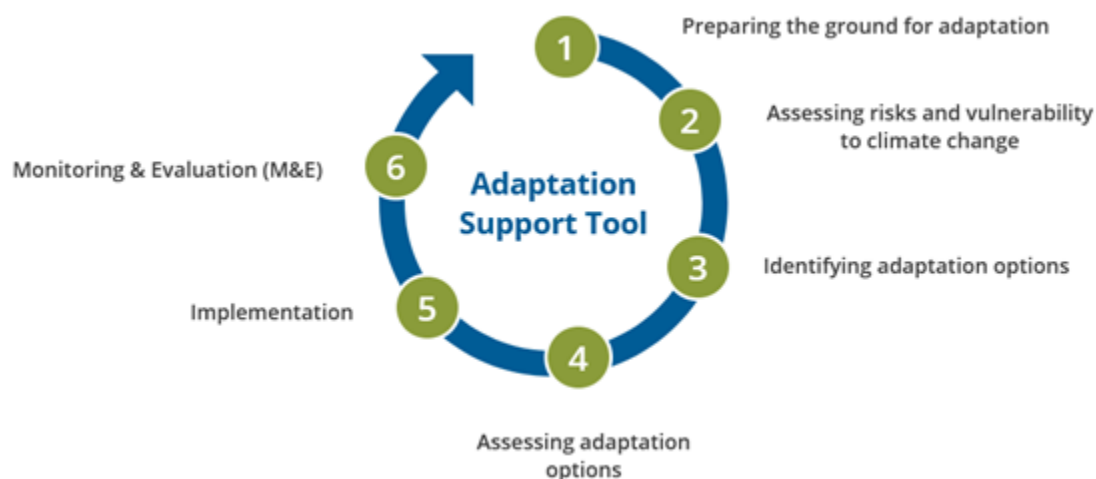 1
Preparing the ground for adaptation
2
Assessing risks and vulnerability
to climate change
3
Identifying adaptation options
4
Assessing adaptation
options
5
Implementation
6
Monitoring & Evaluation (M&E)
Adaptation
Support Tool